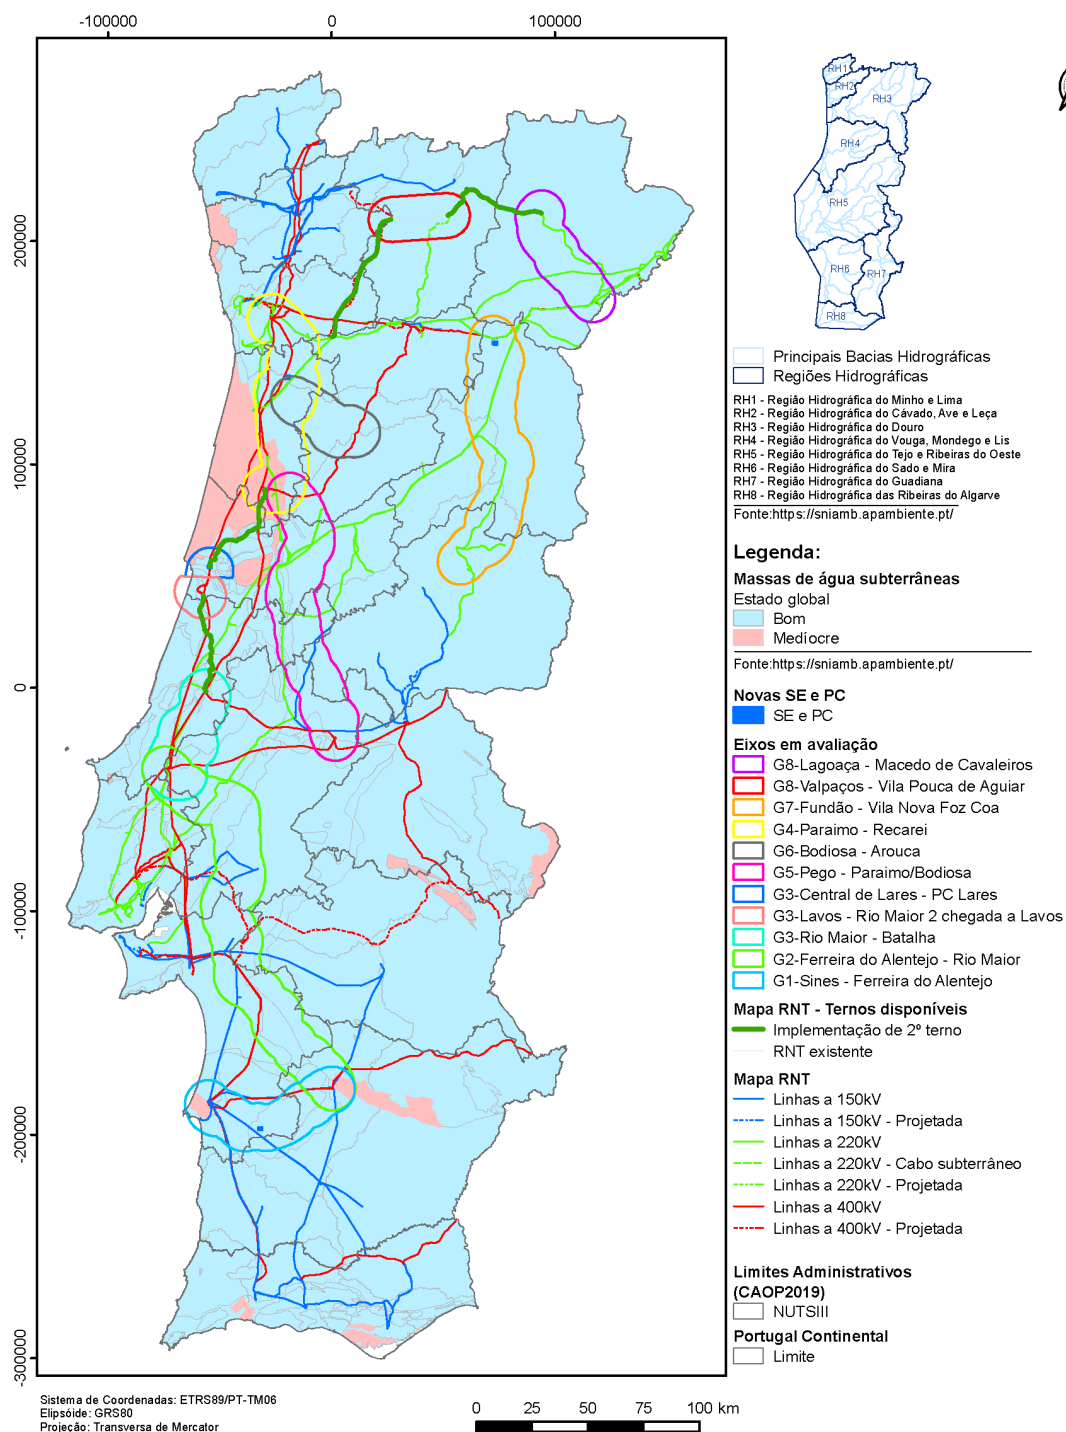 -100000
0
100000
200000
100000
0
-100000
-200000
-300000
RH1
RH2
RH3
RH4
RH5
RH6
RH7
RH8
Principais Bacias Hidrográficas
Regiões Hidrográficas
RH1 - Região Hidrográfica do Minho e Lima
RH2 - Região Hidrográfica do Cávado, Ave e Leça
RH3 - Região Hidrográfica do Douro
RH4 - Região Hidrográfica do Vouga, Mondego e Lis
RH5 - Região Hidrográfica do Tejo e Ribeiras do Oeste
RH6 - Região Hidrográfica do Sado e Mira
RH7 - Região Hidrográfica do Guadiana
RH8 - Região Hidrográfica das Ribeiras do Algarve
Fonte:https://sniamb.apambiente.pt/
Legenda:
Massas de água subterrâneas
Estado global
Bom
Medíocre
Fonte:https://sniamb.apambiente.pt/
Novas SE e PC
SE e PC
Eixos em avaliação
G8-Lagoaça - Macedo de Cavaleiros
G8-Valpaços - Vila Pouca de Aguiar
G7-Fundão - Vila Nova Foz Coa
G4-Paraimo - Recarei
G6-Bodiosa - Arouca
G5-Pego - Paraimo/Bodiosa
G3-Central de Lares - PC Lares
G3-Lavos - Rio Maior 2 chegada a Lavos
G3-Rio Maior - Batalha
G2-Ferreira do Alentejo - Rio Maior
G1-Sines - Ferreira do Alentejo
Mapa RNT - Ternos disponíveis
Implementação de 2º terno
RNT existente
Mapa RNT
Linhas a 150kV
Linhas a 150kV - Projetada
Linhas a 220kV
Linhas a 220kV - Cabo subterrâneo
Linhas a 220kV - Projetada
Linhas a 400kV
Linhas a 400kV - Projetada
Limites Administrativos
(CAOP2019)
NUTSIII
Portugal Continental
Limite
Sistema de Coordenadas: ETRS89/PT-TM06
Elipsóide: GRS80
Projeção: Transversa de Mercator
0 25 50 75 100 km